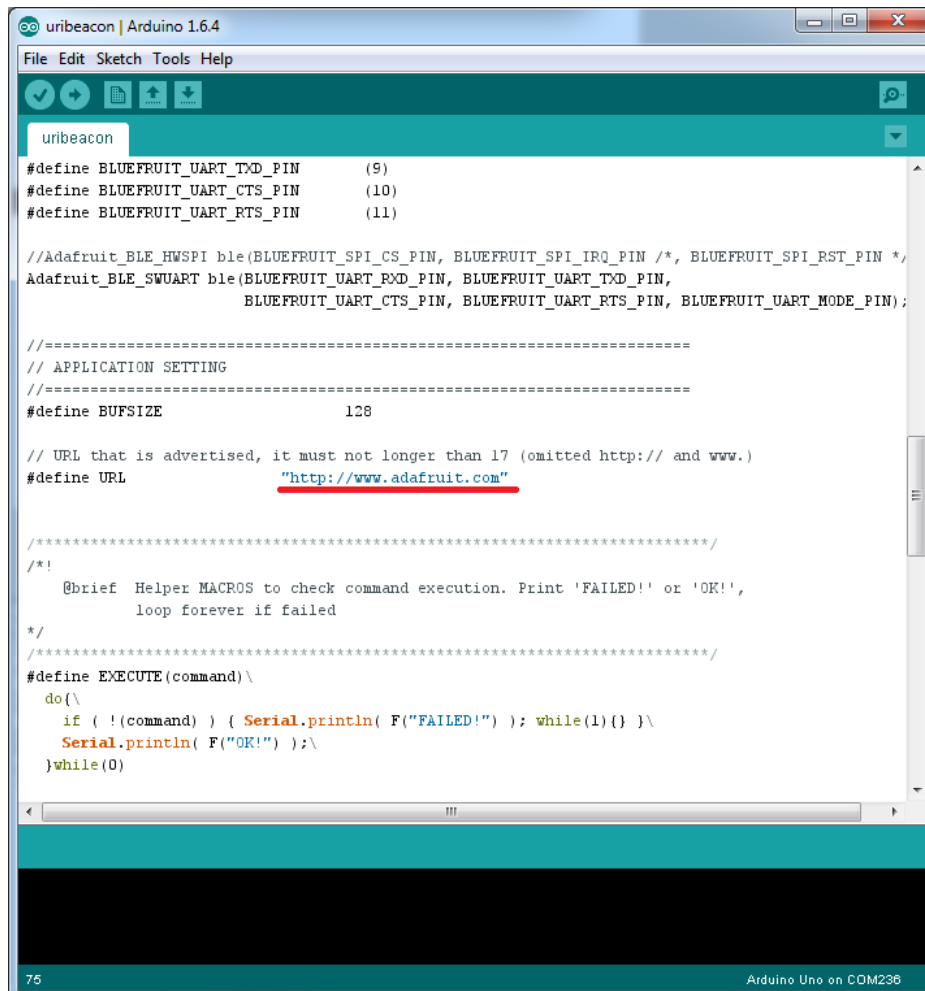 uribeacon | Arduino 1.6.4
File Edit Sketch Tools Help
uribeacon
#define BLUEFRUIT_UART_TXD_PIN (9)
#define BLUEFRUIT_UART_CTS_PIN (10)
#define BLUEFRUIT_UART_RTS_PIN (11)
//Adafruit_BLE_HWSPI ble(BLUEFRUIT_SPI_CS_PIN, BLUEFRUIT_SPI_IRQ_PIN /*, BLUEFRUIT_SPI_RST_PIN */
Adafruit_BLE_SWUART ble(BLUEFRUIT_UART_RXD_PIN, BLUEFRUIT_UART_TXD_PIN,
BLUEFRUIT_UART_CTS_PIN, BLUEFRUIT_UART_RTS_PIN, BLUEFRUIT_UART_MODE_PIN);
//========================================================================
// APPLICATION SETTING
//========================================================================
#define BUFSIZE 128
// URL that is advertised, it must not longer than 17 (omitted http:// and www.)
#define URL "http://www.adafruit.com"
/**************************************************************************/
/*!
@brief Helper MACROS to check command execution. Print 'FAILED!' or 'OK!',
loop forever if failed
*/
/**************************************************************************/
#define EXECUTE(command)\
do{\
if ( !(command) ) { Serial.println( F("FAILED!") ); while(1){} }\
Serial.println( F("OK!") );\
}while(0)
75
Arduino Uno on COM236